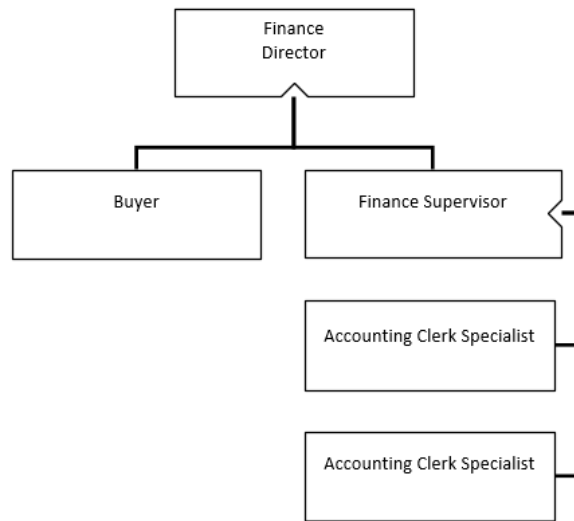 Finance
Director
Buyer
Finance Supervisor
Accounting Clerk Specialist
Accounting Clerk Specialist